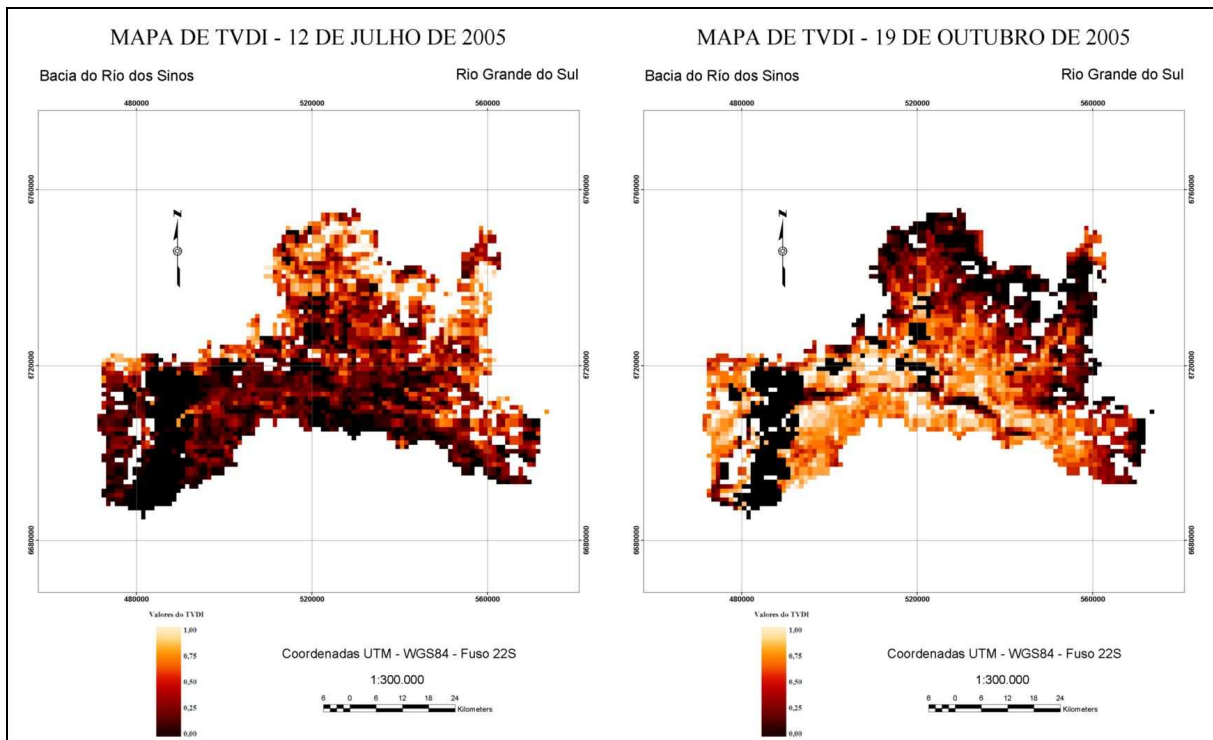 MAPA DE TVDI - 12 DE JULHO DE 2005
Bacia do Río dos Sinos
Rio Grande do Sul
480000
520000
560000
6760000
6760000
N
6720000
6720000
6680000
6680000
480000
520000
560000
Valores do TVDI
1,00
0,75
0,50
0,25
0,00
Coordenadas UTM - WGS84 - Fuso 22S
1:300.000
6 0 6 12 18 24
Kilometers
MAPA DE TVDI - 19 DE OUTUBRO DE 2005
Bacia do Río dos Sinos
Rio Grande do Sul
480000
520000
560000
6760000
6760000
N
6720000
6720000
6680000
6680000
480000
520000
560000
Valores do TVDI
1,00
0,75
0,50
0,25
0,00
Coordenadas UTM - WGS84 - Fuso 22S
1:300.000
6 0 6 12 18 24
Kilometers